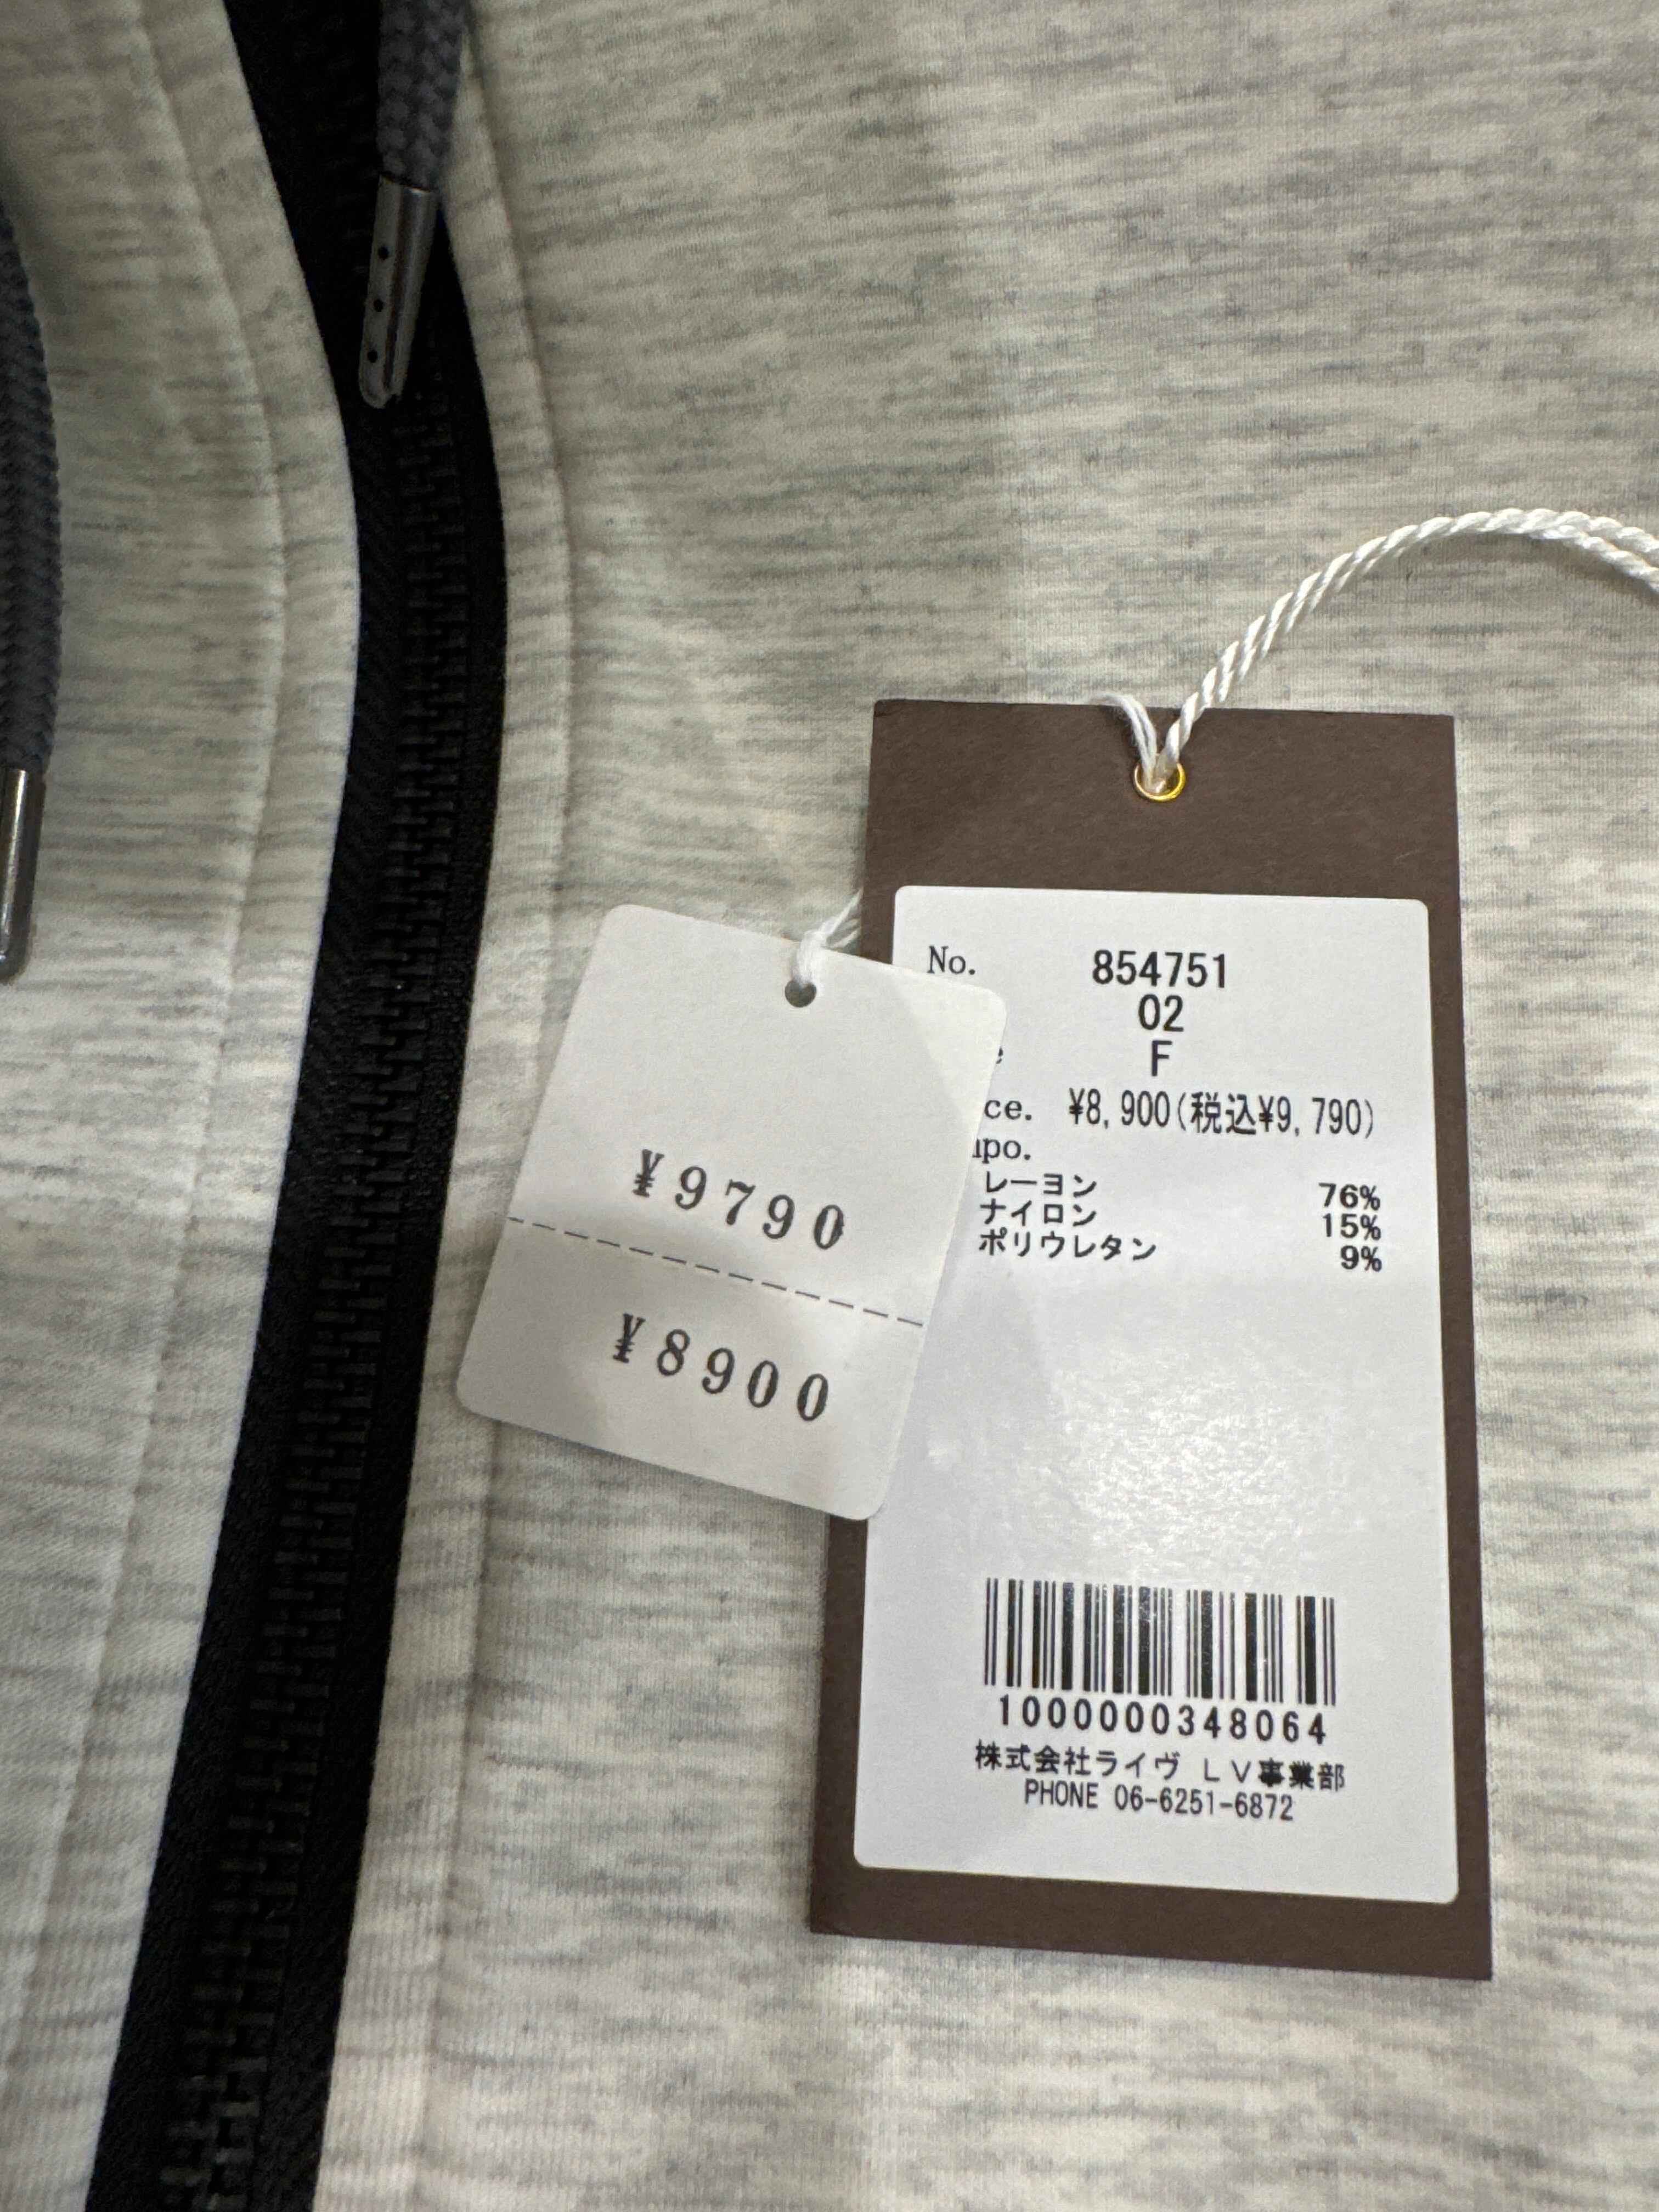 ¥9790
¥8900
No. 854751
02
F
¥8,900(税込¥9,790)
レーヨン 76%
ナイロン 15%
ポリウレタン 9%
1000000348064
株式会社ライヴ LV事業部
PHONE 06-6251-6872